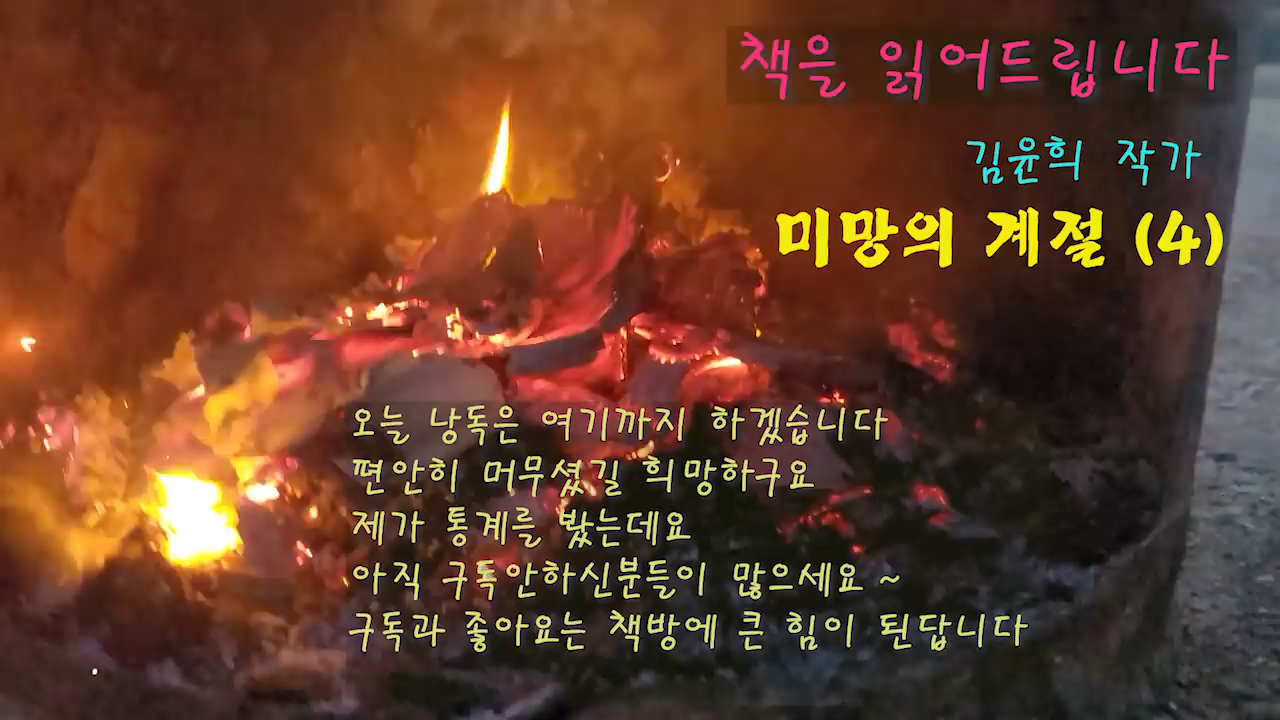 책을 읽어드립니다
김윤희 작가
미망의 계절 (4)
오늘 낭독은 여기까지 하겠습니다
편안히 머무셨길 희망하구요
제가 통계를 봤는데요
아직 구독안하신분들이 많으세요 ~
구독과 좋아요는 책방에 큰 힘이 된답니다